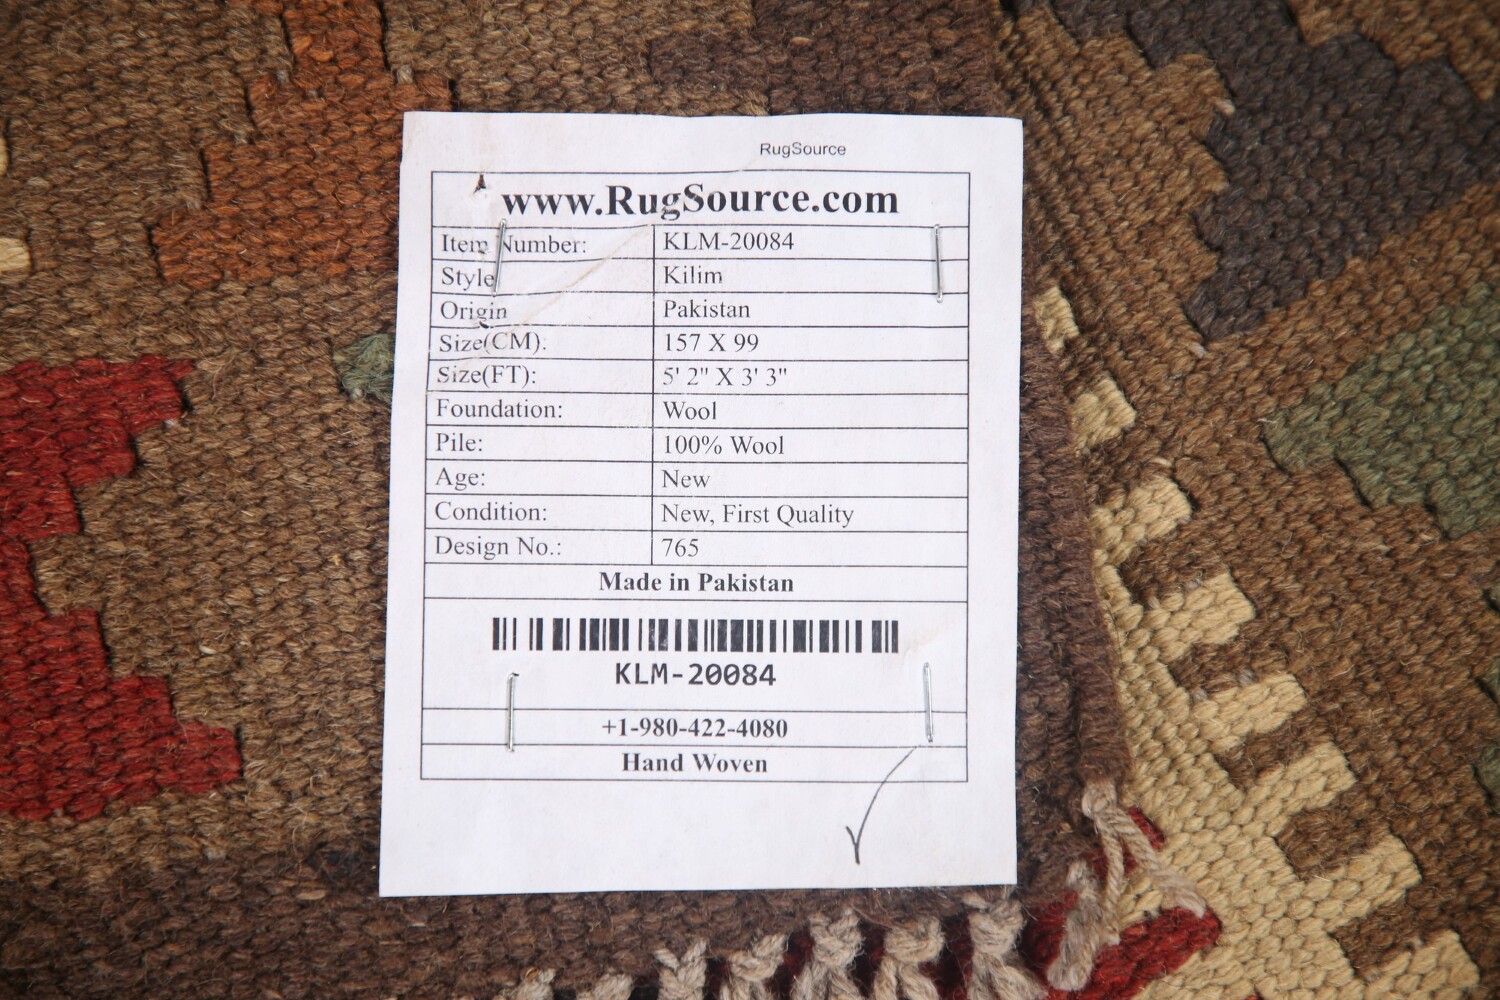 RugSource
www.RugSource.com
Item Number: KLM-20084
Style Kilim
Origin Pakistan
Size(CM): 157 X 99
Size(FT): 5' 2" X 3' 3"
Foundation: Wool
Pile: 100% Wool
Age: New
Condition: New, First Quality
Design No.: 765
Made in Pakistan
KLM-20084
+1-980-422-4080
Hand Woven